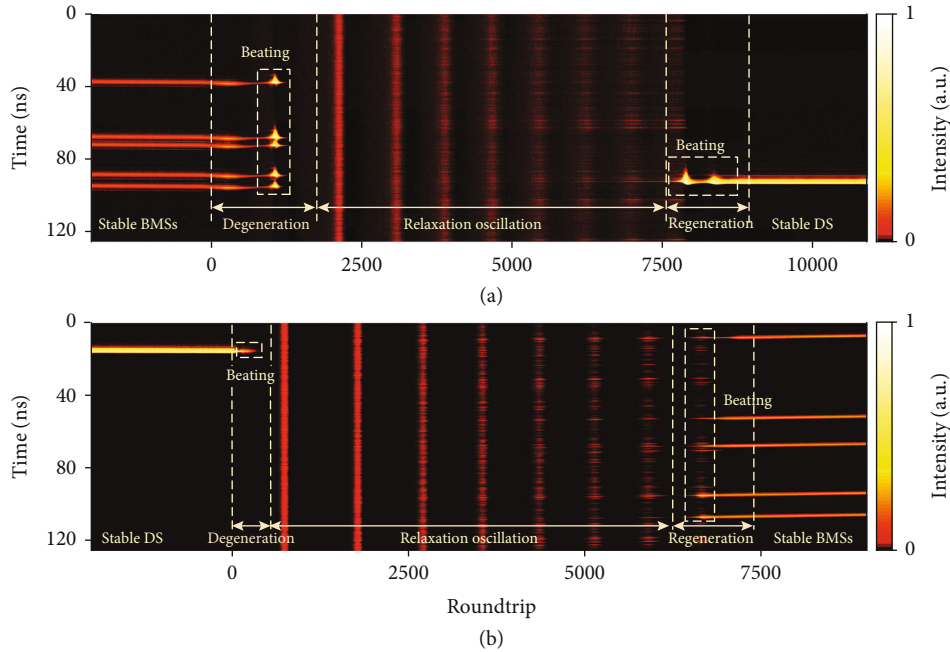 0
40
80
120
Time (ns)
Beating
Beating
Stable BMSs
Degeneration
Relaxation oscillation
Regeneration
Stable DS
0
2500
5000
7500
10000
1
0
Intensity (a.u.)
(a)
0
40
80
120
Time (ns)
Beating
Beating
Stable DS
Degeneration
Relaxation oscillation
Regeneration
Stable BMSs
0
2500
5000
7500
1
0
Intensity (a.u.)
Roundtrip
(b)